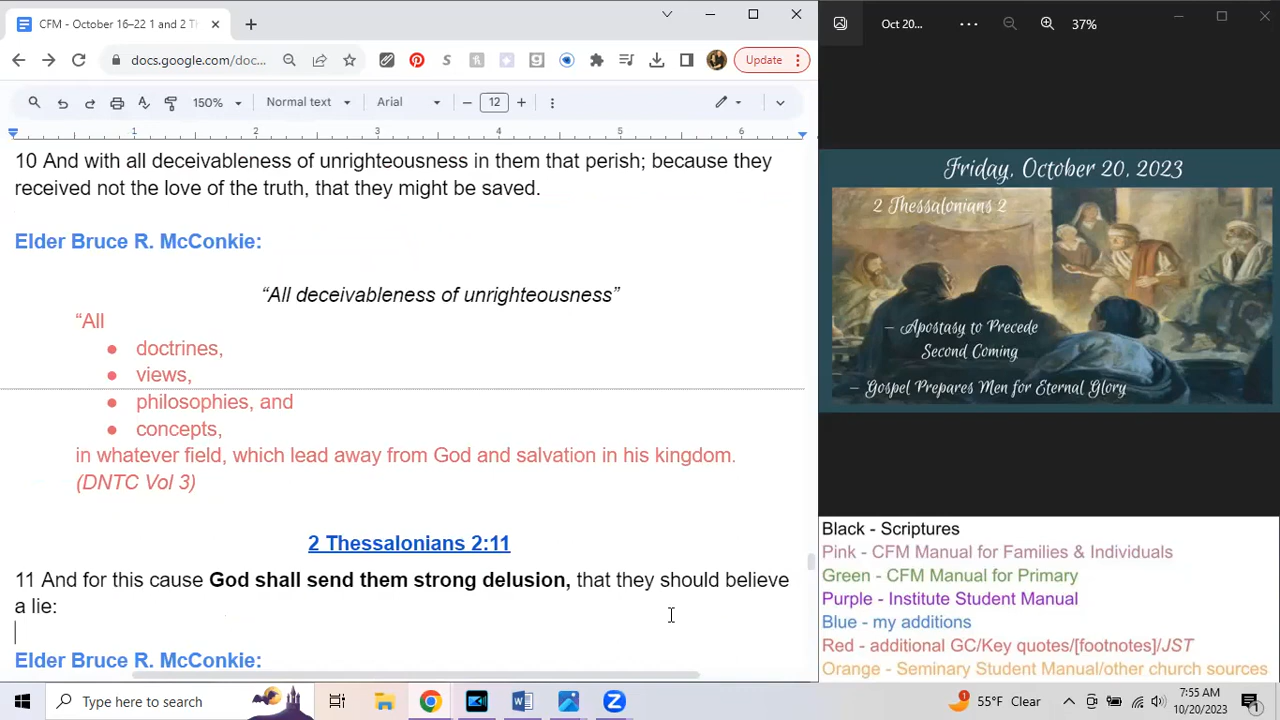 CFM - October 16–22 1 and 2 Th
docs.google.com/doc...
Update
150%
Normal text
Arial
12
1 2 3 4 5 6
10 And with all deceivableness of unrighteousness in them that perish; because they
received not the love of the truth, that they might be saved.
Elder Bruce R. McConkie:
“All deceivableness of unrighteousness”
“All
● doctrines,
● views,
● philosophies, and
● concepts,
in whatever field, which lead away from God and salvation in his kingdom.
(DNTC Vol 3)
2 Thessalonians 2:11
11 And for this cause God shall send them strong delusion, that they should believe
a lie:
Elder Bruce R. McConkie:
Oct 20...
37%
Friday, October 20, 2023
2 Thessalonians 2
– Apostasy to Precede
Second Coming
– Gospel Prepares Men for Eternal Glory
Black - Scriptures
Pink - CFM Manual for Families & Individuals
Green - CFM Manual for Primary
Purple - Institute Student Manual
Blue - my additions
Red - additional GC/Key quotes/[footnotes]/JST
Orange - Seminary Student Manual/other church sources
Type here to search
1
55°F Clear
7:55 AM
10/20/2023
1